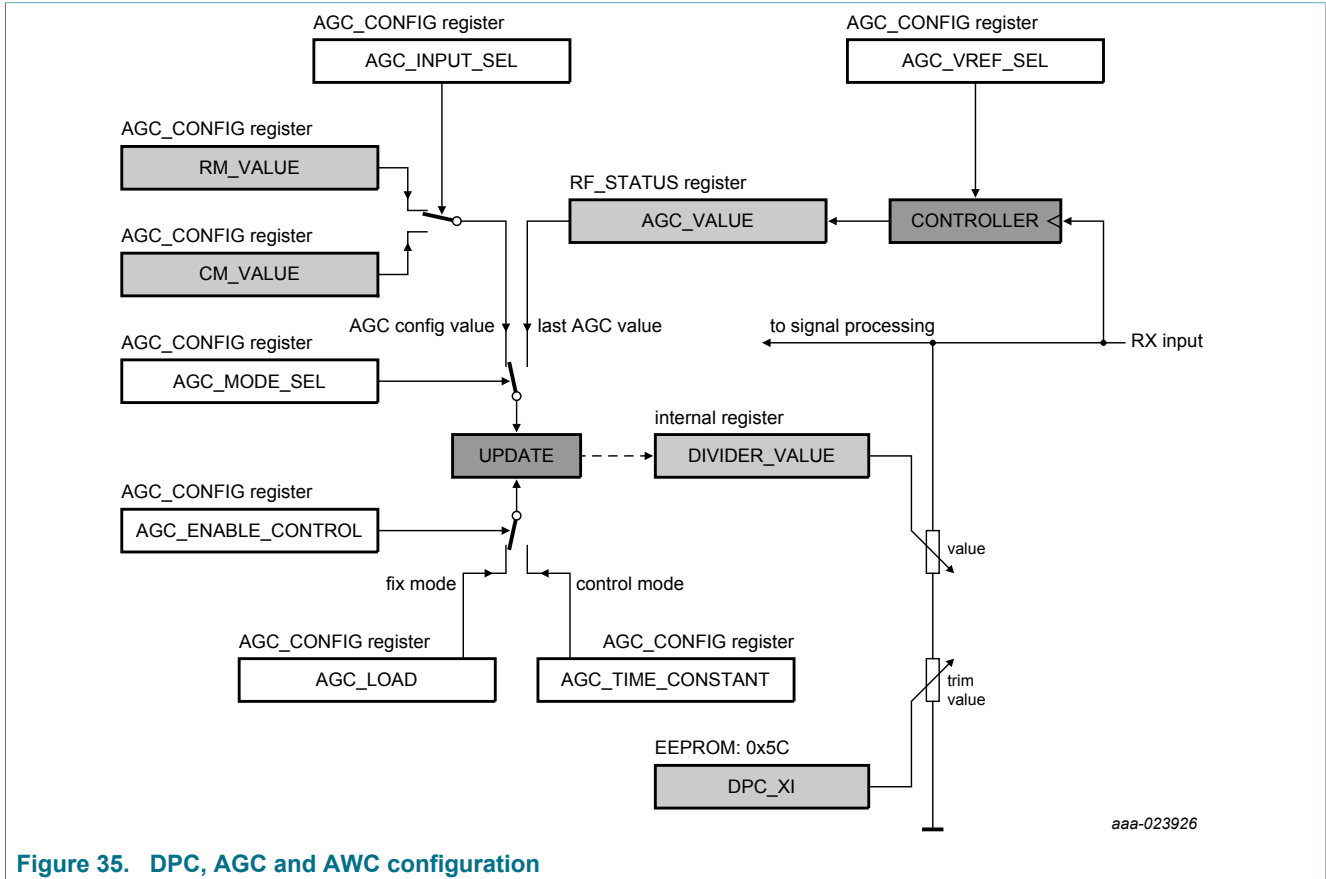 AGC_CONFIG register
AGC_INPUT_SEL
AGC_CONFIG register
AGC_VREF_SEL
AGC_CONFIG register
RM_VALUE
RF_STATUS register
AGC_VALUE
CONTROLLER
AGC_CONFIG register
CM_VALUE
AGC config value
last AGC value
to signal processing
RX input
AGC_CONFIG register
AGC_MODE_SEL
internal register
UPDATE
DIVIDER_VALUE
AGC_CONFIG register
AGC_ENABLE_CONTROL
value
fix mode
control mode
AGC_CONFIG register
AGC_LOAD
AGC_CONFIG register
AGC_TIME_CONSTANT
trim
value
EEPROM: 0x5C
DPC_XI
aaa-023926
Figure 35. DPC, AGC and AWC configuration